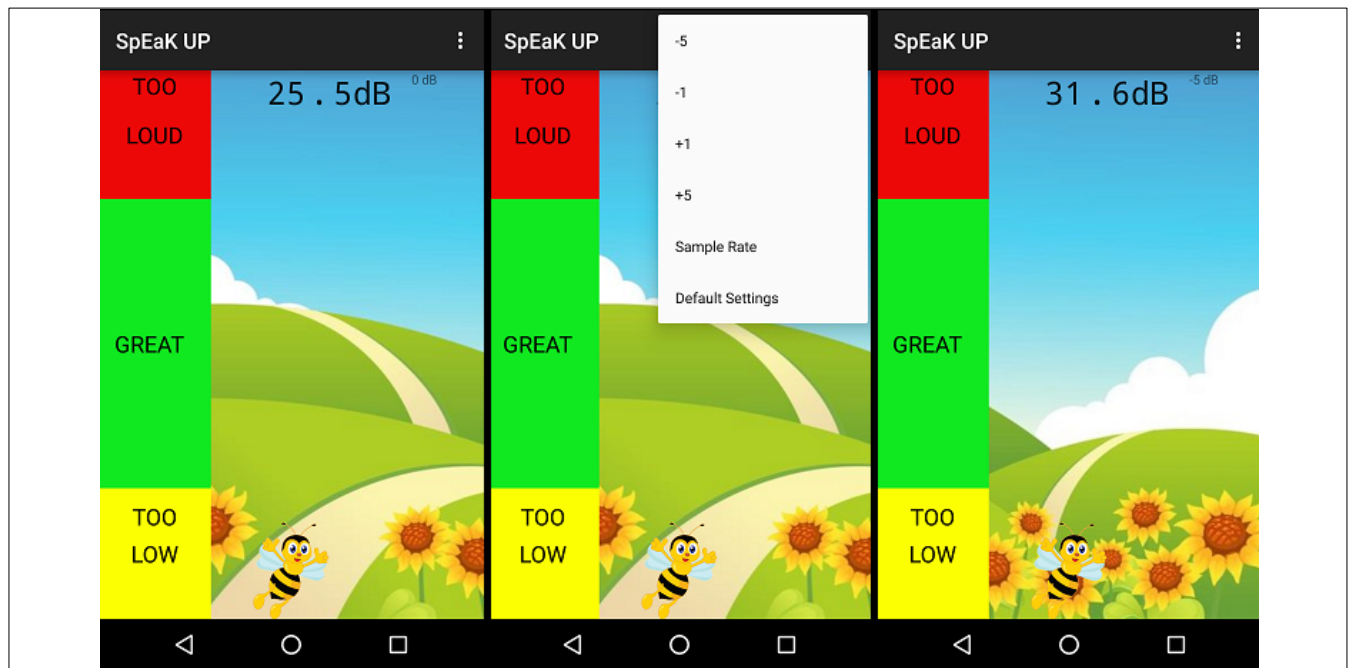 SpEaK UP
TOO
LOUD
25.5dB
0 dB
GREAT
TOO
LOW
SpEaK UP
TOO
LOUD
-5
-1
+1
+5
Sample Rate
Default Settings
GREAT
TOO
LOW
SpEaK UP
TOO
LOUD
31.6dB
-5 dB
GREAT
TOO
LOW